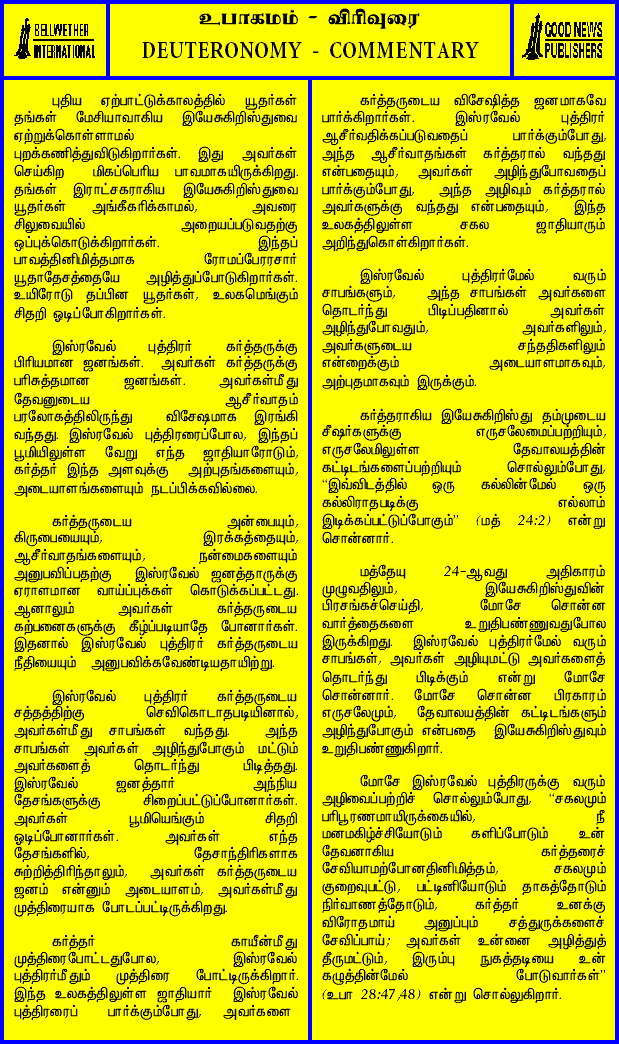 BELLWETHER
INTERNATIONAL
உபாகமம் - விரிவுரை
DEUTERONOMY - COMMENTARY
GOOD NEWS
PUBLISHERS
புதிய ஏற்பாட்டுக்காலத்தில் யூதர்கள்
தங்கள் மேசியாவாகிய இயேசுகிறிஸ்துவை
ஏற்றுக்கொள்ளாமல்
புறக்கணித்துவிடுகிறார்கள். இது அவர்கள்
செய்கிற மிகப்பெரிய பாவமாகயிருக்கிறது.
தங்கள் இராட்சகராகிய இயேசுகிறிஸ்துவை
யூதர்கள் அங்கீகரிக்காமல், அவரை
சிலுவையில் அறையப்படுவதற்கு
ஒப்புக்கொடுக்கிறார்கள். இந்தப்
பாவத்தினிமித்தமாக ரோமப்பேரரசார்
யூதாதேசத்தையே அழித்துப்போடுகிறார்கள்.
உயிரோடு தப்பின யூதர்கள், உலகமெங்கும்
சிதறி ஓடிப்போகிறார்கள்.
இஸ்ரவேல் புத்திரர் கர்த்தருக்கு
பிரியமான ஜனங்கள். அவர்கள் கர்த்தருக்கு
பரிசுத்தமான ஜனங்கள். அவர்கள்மீது
தேவனுடைய ஆசீர்வாதம்
பரலோகத்திலிருந்து விசேஷமாக இரங்கி
வந்தது. இஸ்ரவேல் புத்திரரைப்போல, இந்தப்
பூமியிலுள்ள வேறு எந்த ஜாதியாரோடும்,
கர்த்தர் இந்த அளவுக்கு அற்புதங்களையும்,
அடையாளங்களையும் நடப்பிக்கவில்லை.
கர்த்தருடைய அன்பையும்,
கிருபையையும், இரக்கத்தையும்,
ஆசீர்வாதங்களையும், நன்மைகளையும்
அனுபவிப்பதற்கு இஸ்ரவேல் ஜனத்தாருக்கு
ஏராளமான வாய்ப்புக்கள் கொடுக்கப்பட்டது.
ஆனாலும் அவர்கள் கர்த்தருடைய
கற்பனைகளுக்கு கீழ்ப்படியாதே போனார்கள்.
இதனால் இஸ்ரவேல் புத்திரர் கர்த்தருடைய
நீதியையும் அனுபவிக்கவேண்டியதாயிற்று.
இஸ்ரவேல் புத்திரர் கர்த்தருடைய
சத்தத்திற்கு செவிகொடாதபடியினால்,
அவர்கள்மீது சாபங்கள் வந்தது. அந்த
சாபங்கள் அவர்கள் அழிந்துபோகும் மட்டும்
அவர்களைத் தொடர்ந்து பிடித்தது.
இஸ்ரவேல் ஜனத்தார் அந்நிய
தேசங்களுக்கு சிறைப்பட்டுப்போனார்கள்.
அவர்கள் பூமியெங்கும் சிதறி
ஓடிப்போனார்கள். அவர்கள் எந்த
தேசங்களில், தேசாந்திரிகளாக
சுற்றித்திரிந்தாலும், அவர்கள் கர்த்தருடைய
ஜனம் என்னும் அடையாளம், அவர்கள்மீது
முத்திரையாக போடப்பட்டிருக்கிறது.
கர்த்தர் காயீன்மீது
முத்திரைபோட்டதுபோல, இஸ்ரவேல்
புத்திரர்மீதும் முத்திரை போட்டிருக்கிறார்.
இந்த உலகத்திலுள்ள ஜாதியார் இஸ்ரவேல்
புத்திரரைப் பார்க்கும்போது, அவர்களை
கர்த்தருடைய விசேஷித்த ஜனமாகவே
பார்க்கிறார்கள். இஸ்ரவேல் புத்திரர்
ஆசீர்வதிக்கப்படுவதைப் பார்க்கும்போது,
அந்த ஆசீர்வாதங்கள் கர்த்தரால் வந்தது
என்பதையும், அவர்கள் அழிந்துபோவதைப்
பார்க்கும்போது, அந்த அழிவும் கர்த்தரால்
அவர்களுக்கு வந்தது என்பதையும், இந்த
உலகத்திலுள்ள சகல ஜாதியாரும்
அறிந்துகொள்கிறார்கள்.
இஸ்ரவேல் புத்திரர்மேல் வரும்
சாபங்களும், அந்த சாபங்கள் அவர்களை
தொடர்ந்து பிடிப்பதினால் அவர்கள்
அழிந்துபோவதும், அவர்களிலும்,
அவர்களுடைய சந்ததிகளிலும்
என்றைக்கும் அடையாளமாகவும்,
அற்புதமாகவும் இருக்கும்.
கர்த்தராகிய இயேசுகிறிஸ்து தம்முடைய
சீஷர்களுக்கு எருசலேமைப்பற்றியும்,
எருசலேமிலுள்ள தேவாலயத்தின்
கட்டிடங்களைப்பற்றியும் சொல்லும்போது,
“இவ்விடத்தில் ஒரு கல்லின்மேல் ஒரு
கல்லிராதபடிக்கு எல்லாம்
இடிக்கப்பட்டுப்போகும்” (மத் 24:2) என்று
சொன்னார்.
மத்தேயு 24-ஆவது அதிகாரம்
முழுவதிலும், இயேசுகிறிஸ்துவின்
பிரசங்கச்செய்தி, மோசே சொன்ன
வார்த்தைகளை உறுதிபண்ணுவதுபோல
இருக்கிறது. இஸ்ரவேல் புத்திரர்மேல் வரும்
சாபங்கள், அவர்கள் அழியுமட்டு அவர்களைத்
தொடர்ந்து பிடிக்கும் என்று மோசே
சொன்னார். மோசே சொன்ன பிரகாரம்
எருசலேமும், தேவாலயத்தின் கட்டிடங்களும்
அழிந்துபோகும் என்பதை இயேசுகிறிஸ்துவும்
உறுதிபண்ணுகிறார்.
மோசே இஸ்ரவேல் புத்திரருக்கு வரும்
அழிவைப்பற்றிச் சொல்லும்போது, “சகலமும்
பரிபூரணமாயிருக்கையில், நீ
மனமகிழ்ச்சியோடும் களிப்போடும் உன்
தேவனாகிய கர்த்தரைச்
சேவியாமற்போனதினிமித்தம், சகலமும்
குறைவுபட்டு, பட்டினியோடும் தாகத்தோடும்
நிர்வாணத்தோடும், கர்த்தர் உனக்கு
விரோதமாய் அனுப்பும் சத்துருக்களைச்
சேவிப்பாய்; அவர்கள் உன்னை அழித்துத்
தீருமட்டும், இரும்பு நுகத்தடியை உன்
கழுத்தின்மேல் போடுவார்கள்”
(உபா 28:47,48) என்று சொல்லுகிறார்.